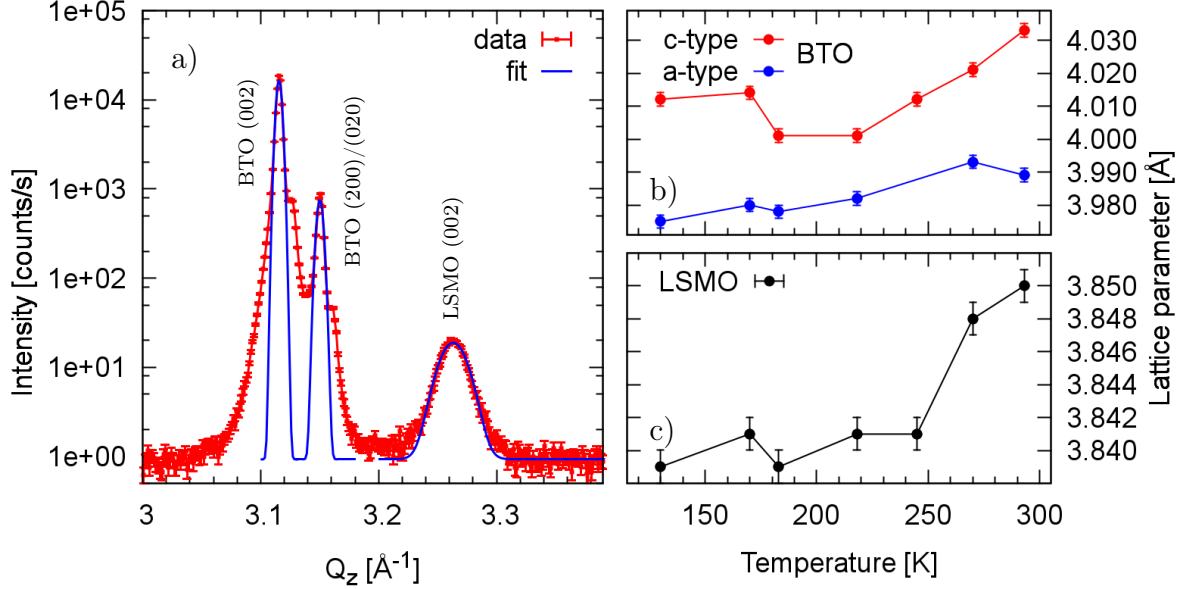 a)
data
fit
BTO (002)
BTO (200)/(020)
LSMO (002)
Intensity [counts/s]
1e+05
1e+04
1e+03
1e+02
1e+01
1e+00
3 3.1 3.2 3.3
Q_z [Å⁻¹]
c-type
a-type
BTO
b)
4.030
4.020
4.010
4.000
3.990
3.980
LSMO
c)
3.850
3.848
3.846
3.844
3.842
3.840
Lattice parameter [Å]
150 200 250 300
Temperature [K]